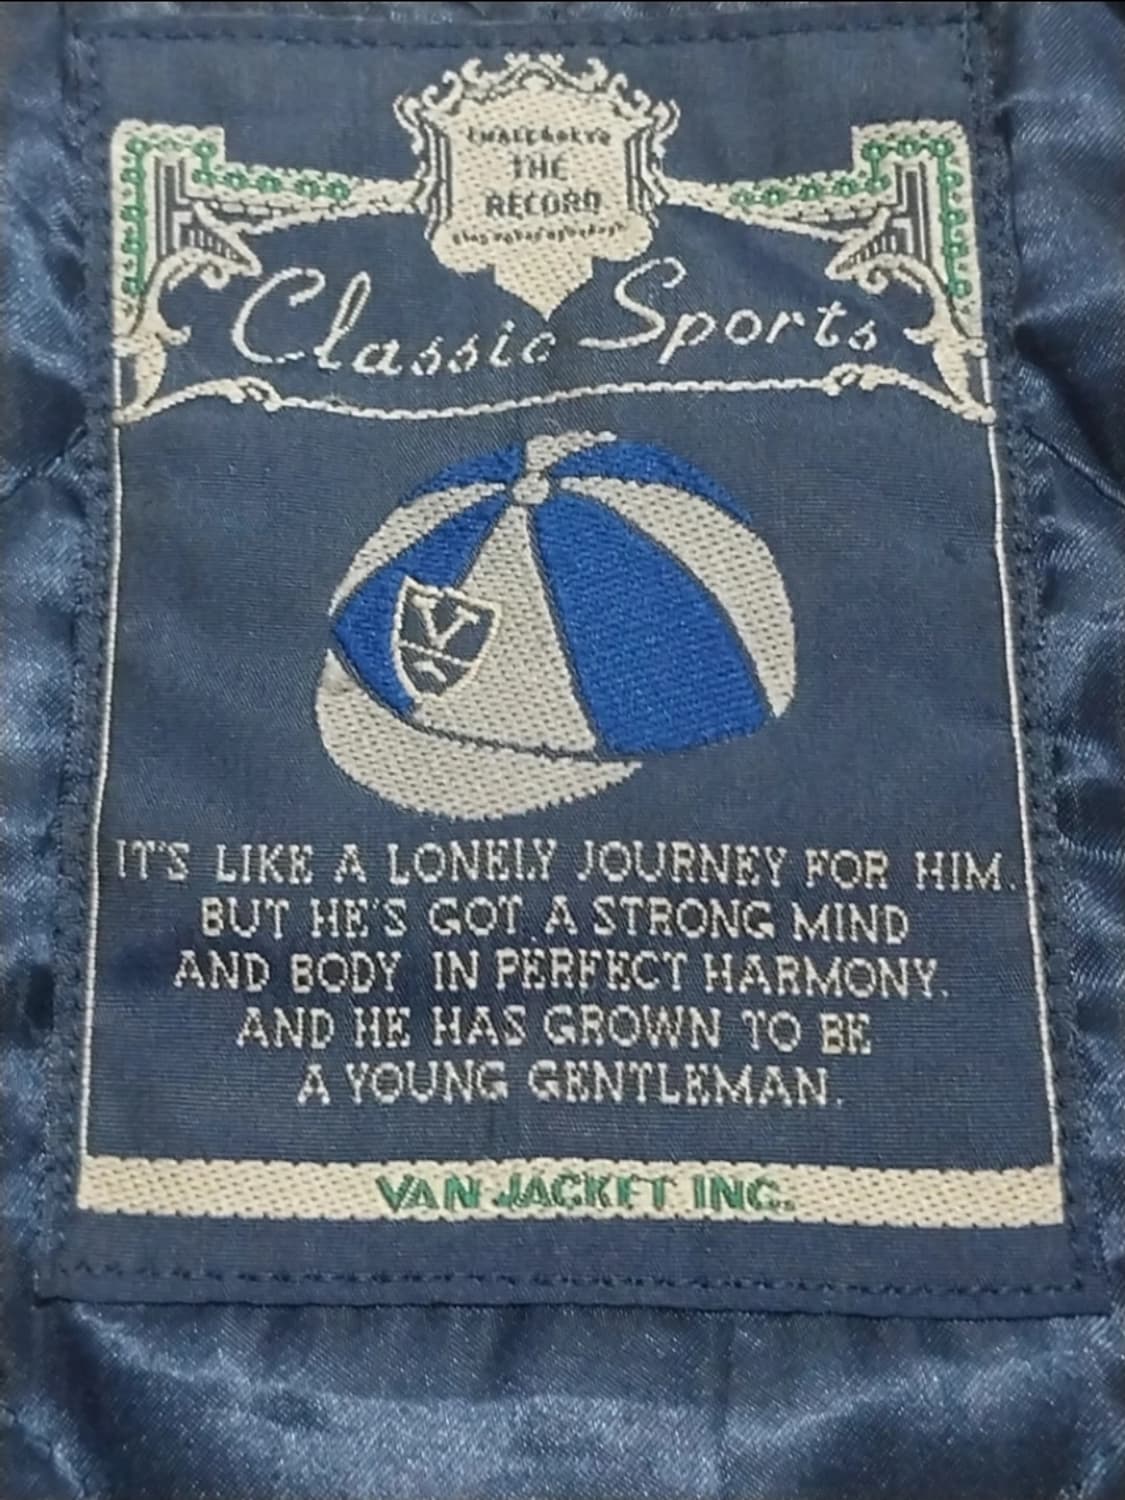 THE
RECORD
Classic Sports
V
IT'S LIKE A LONELY JOURNEY FOR HIM.
BUT HE'S GOT A STRONG MIND
AND BODY IN PERFECT HARMONY.
AND HE HAS GROWN TO BE
A YOUNG GENTLEMAN.
VAN JACKET INC.